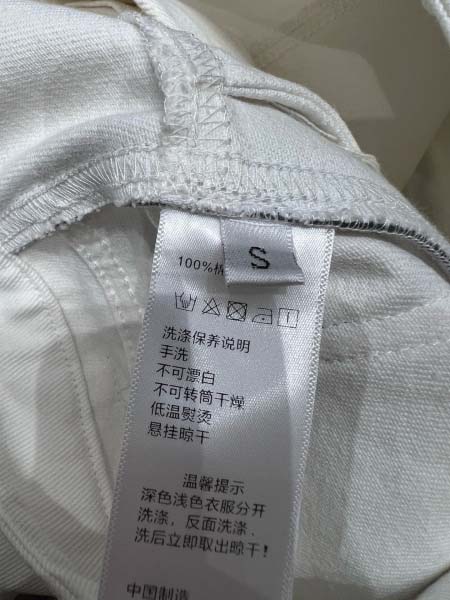 S
100%棉
洗涤保养说明
手洗
不可漂白
不可转筒干燥
低温熨烫
悬挂晾干
温馨提示
深色浅色衣服分开
洗涤，反面洗涤、
洗后立即取出晾干！
中国制造